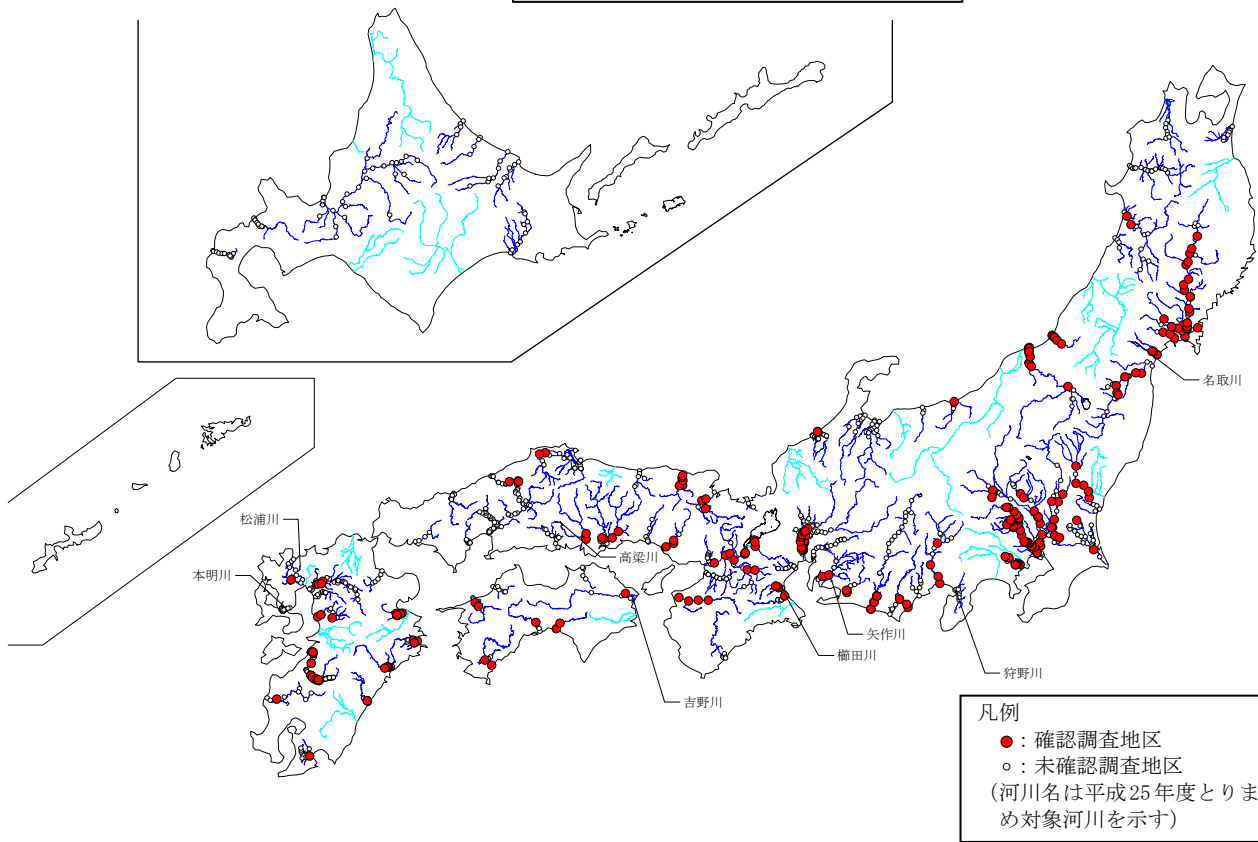 名取川
松浦川
本明川
高梁川
矢作川
櫛田川
狩野川
吉野川
凡例
●：確認調査地区
○：未確認調査地区
(河川名は平成25年度とりま
め対象河川を示す)